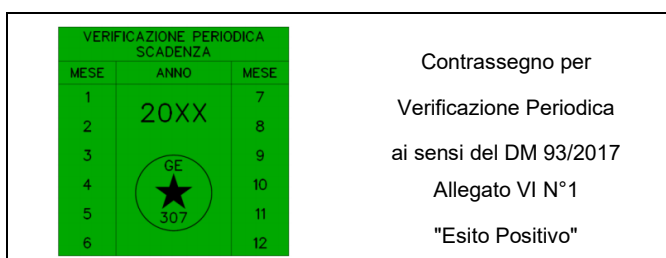 VERIFICAZIONE PERIODICA
SCADENZA
MESE ANNO MESE
1 7
20XX
2 8
3 9
GE
4 10
5 307 11
6 12
Contrassegno per
Verificazione Periodica
ai sensi del DM 93/2017
Allegato VI N°1
"Esito Positivo"